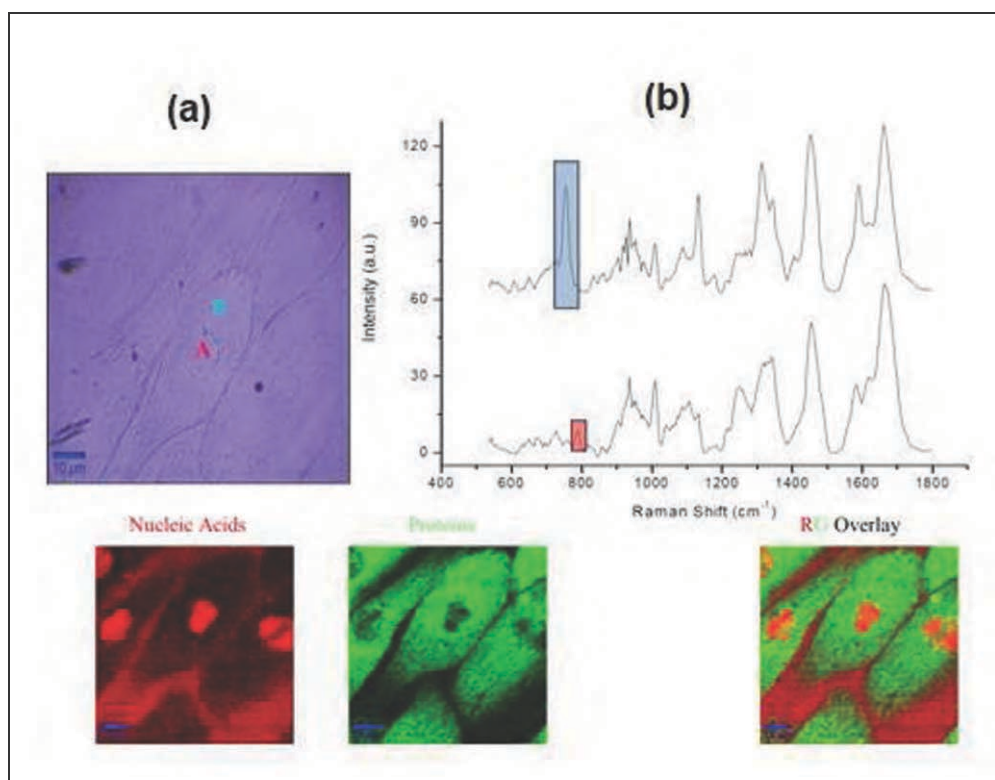 (a)
(b)
A
10 µm
Intensity (a.u.)
120
90
60
30
0
400 600 800 1000 1200 1400 1600 1800
Raman Shift (cm⁻¹)
Nucleic Acids
Proteins
RG Overlay